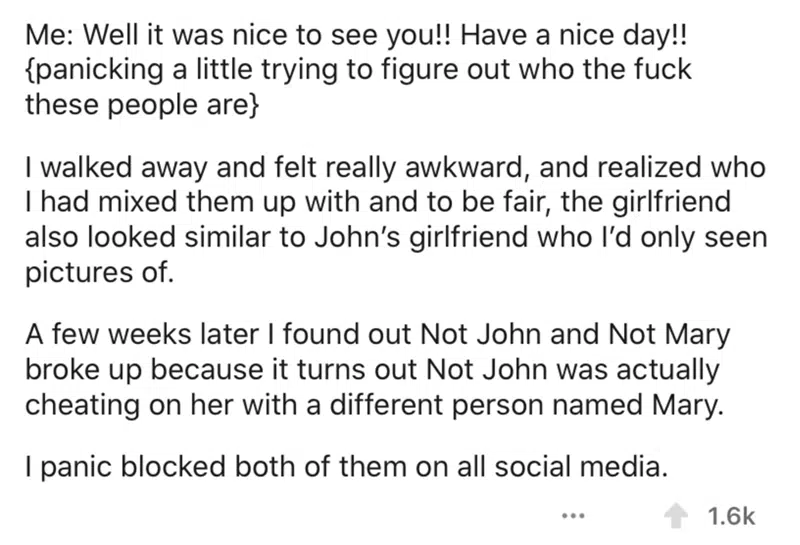 Me: Well it was nice to see you!! Have a nice day!!
{panicking a little trying to figure out who the fuck
these people are}
I walked away and felt really awkward, and realized who
I had mixed them up with and to be fair, the girlfriend
also looked similar to John’s girlfriend who I’d only seen
pictures of.
A few weeks later I found out Not John and Not Mary
broke up because it turns out Not John was actually
cheating on her with a different person named Mary.
I panic blocked both of them on all social media.
... 1.6k